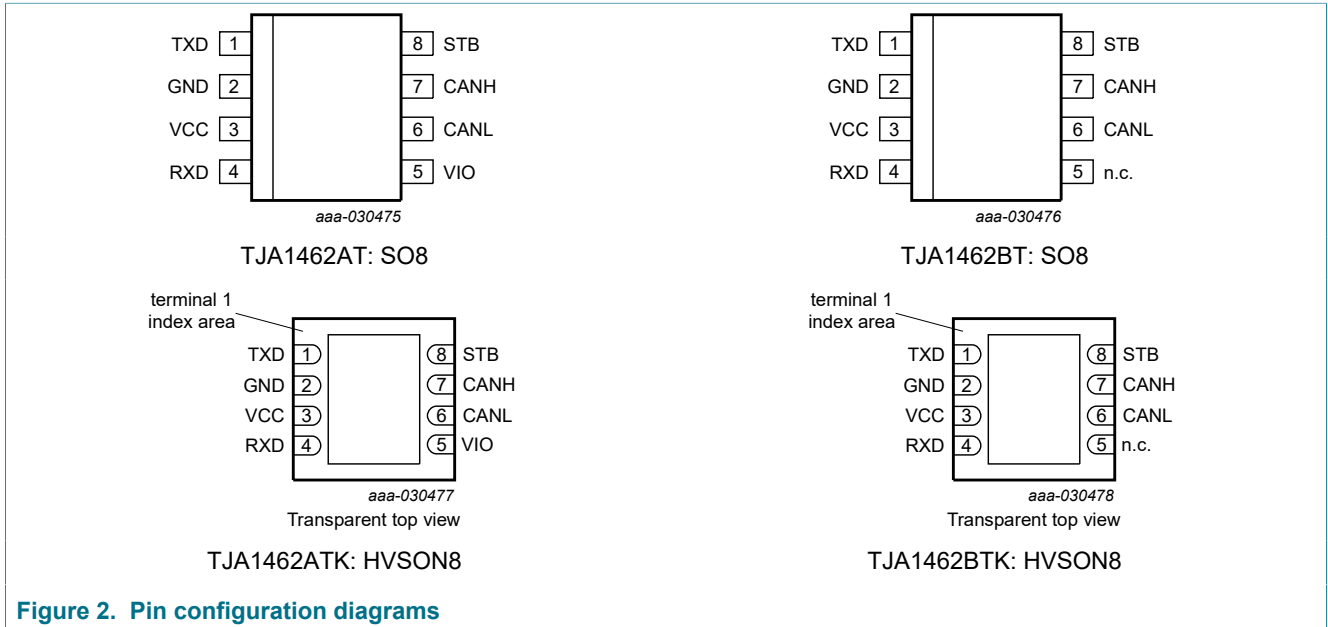 TXD 1 8 STB
GND 2 7 CANH
VCC 3 6 CANL
RXD 4 5 VIO
aaa-030475
TJA1462AT: SO8
TXD 1 8 STB
GND 2 7 CANH
VCC 3 6 CANL
RXD 4 5 n.c.
aaa-030476
TJA1462BT: SO8
terminal 1
index area
TXD 1 8 STB
GND 2 7 CANH
VCC 3 6 CANL
RXD 4 5 VIO
aaa-030477
Transparent top view
TJA1462ATK: HVSON8
terminal 1
index area
TXD 1 8 STB
GND 2 7 CANH
VCC 3 6 CANL
RXD 4 5 n.c.
aaa-030478
Transparent top view
TJA1462BTK: HVSON8
Figure 2. Pin configuration diagrams